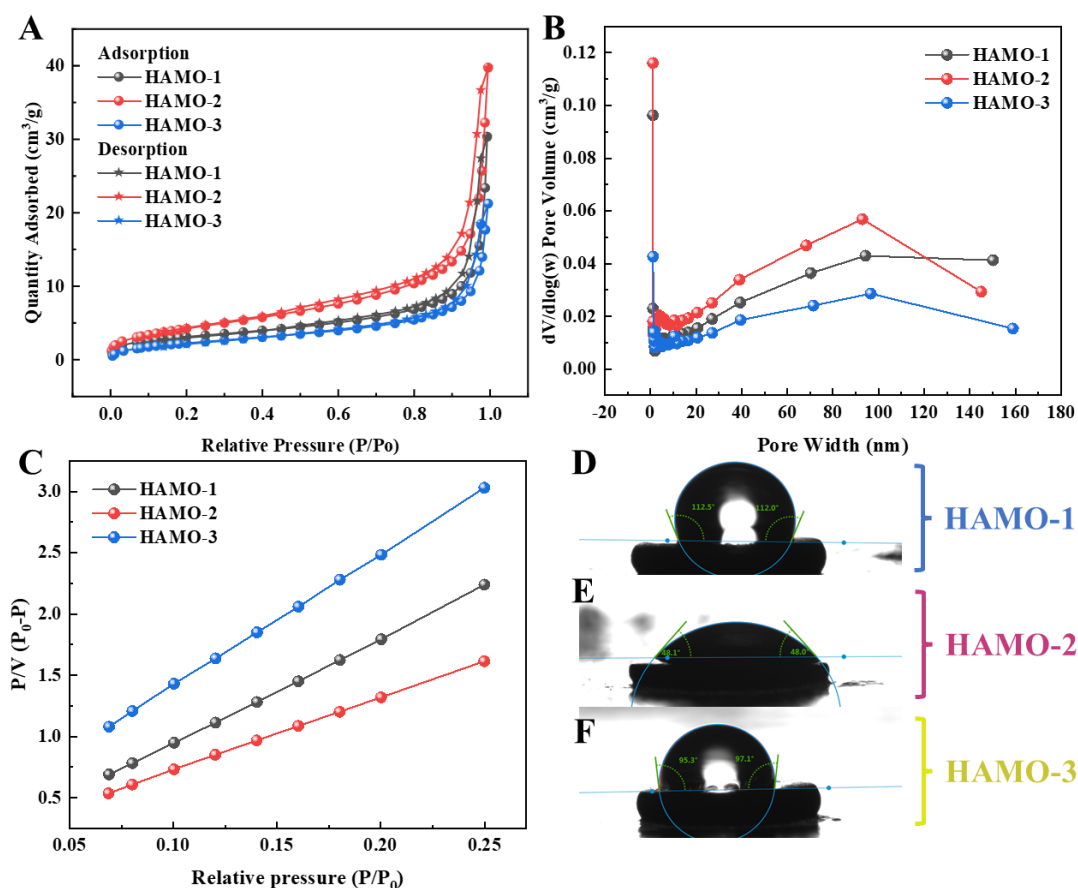 A
Adsorption
HAMO-1
HAMO-2
HAMO-3
Desorption
HAMO-1
HAMO-2
HAMO-3
Quantity Adsorbed (cm³/g)
40
30
20
10
0
0.0 0.2 0.4 0.6 0.8 1.0
Relative Pressure (P/Po)
B
HAMO-1
HAMO-2
HAMO-3
dV/dlog(w) Pore Volume (cm³/g)
0.12
0.10
0.08
0.06
0.04
0.02
0.00
-20 0 20 40 60 80 100 120 140 160 180
Pore Width (nm)
C
HAMO-1
HAMO-2
HAMO-3
P/V (P₀-P)
3.0
2.5
2.0
1.5
1.0
0.5
0.05 0.10 0.15 0.20 0.25
Relative pressure (P/P₀)
D
112.5° 112.0°
HAMO-1
E
48.1° 48.0°
HAMO-2
F
95.3° 97.1°
HAMO-3